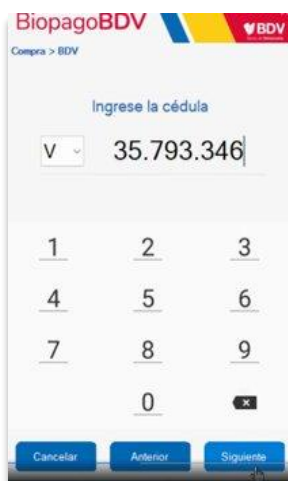 BiopagoBDV
BDV
Compra > BDV
Ingrese la cédula
V 35.793.346
1 2 3
4 5 6
7 8 9
0
Cancelar Anterior Siguiente